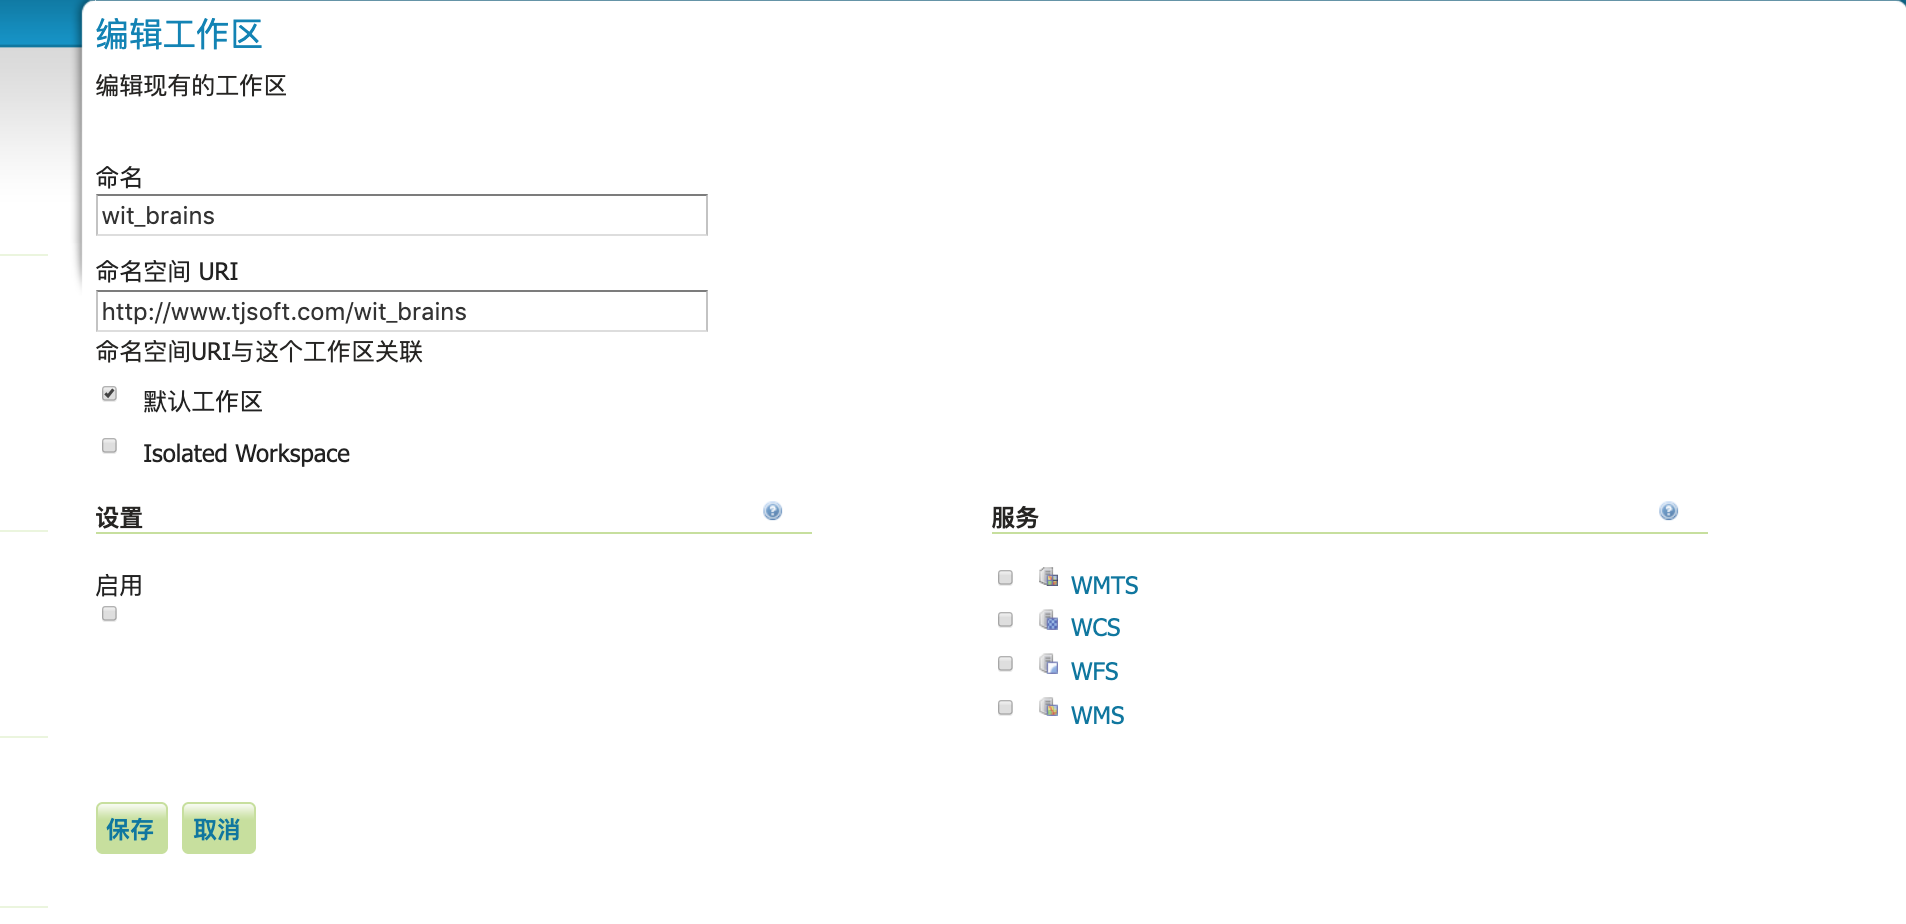 编辑工作区
编辑现有的工作区
命名
wit_brains
命名空间 URI
http://www.tjsoft.com/wit_brains
命名空间URI与这个工作区关联
默认工作区
Isolated Workspace
设置
启用
服务
WMTS
WCS
WFS
WMS
保存 取消